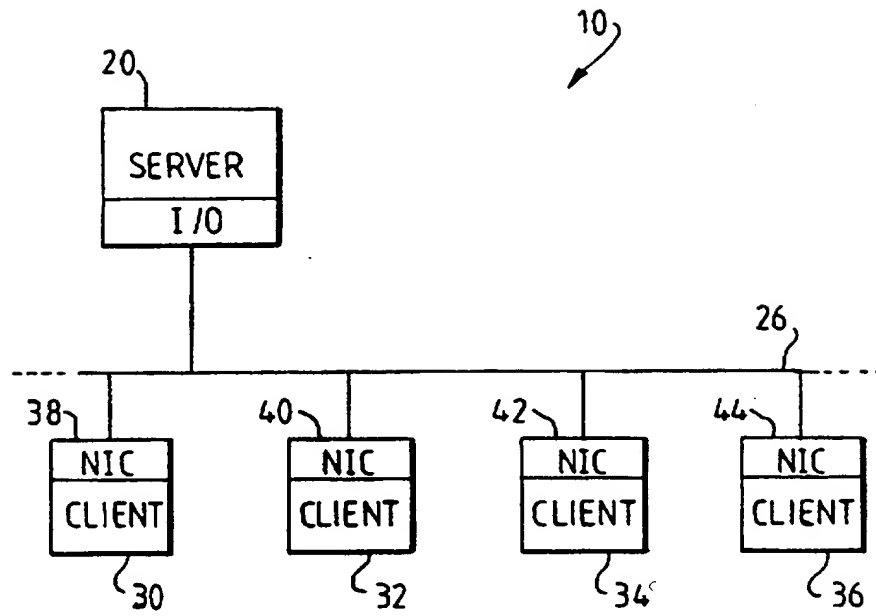 10
20
SERVER
I/O
26
38
40
42
44
NIC
NIC
NIC
NIC
CLIENT
CLIENT
CLIENT
CLIENT
30
32
34
36